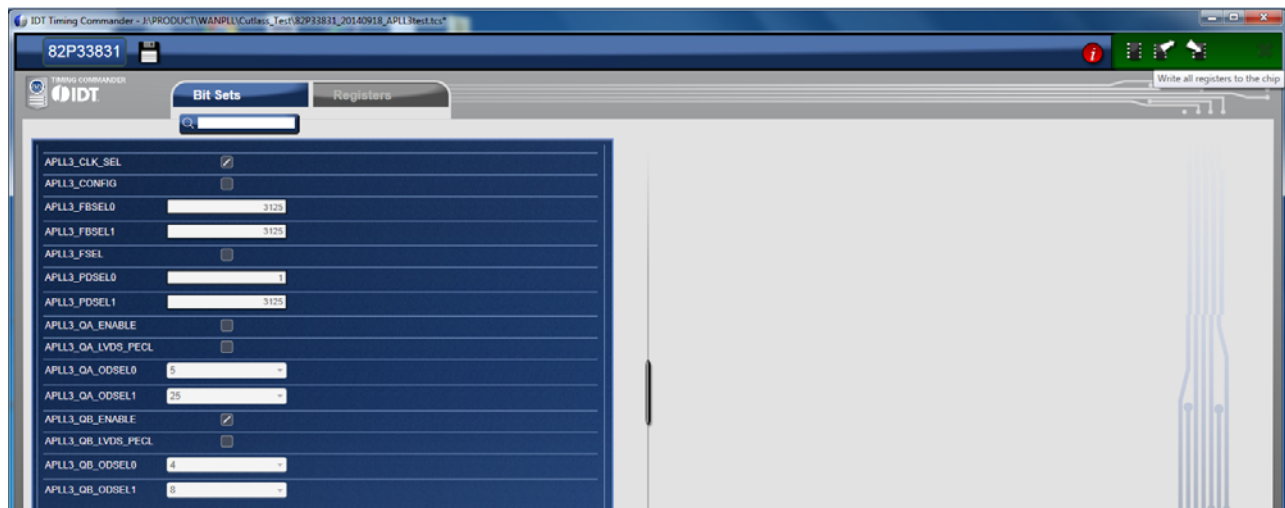 IDT Timing Commander - J:\PRODUCT\WANPLL\Cutlass_Test\82P33831_20140918_APLL3test.tcs*
82P33831
i
Write all registers to the chip
TIMING COMMANDER
IDT
Bit Sets
Registers
APLL3_CLK_SEL
APLL3_CONFIG
APLL3_FBSEL0 3125
APLL3_FBSEL1 3125
APLL3_FSEL
APLL3_PDSEL0 1
APLL3_PDSEL1 3125
APLL3_QA_ENABLE
APLL3_QA_LVDS_PECL
APLL3_QA_ODSEL0 5
APLL3_QA_ODSEL1 25
APLL3_QB_ENABLE
APLL3_QB_LVDS_PECL
APLL3_QB_ODSEL0 4
APLL3_QB_ODSEL1 8